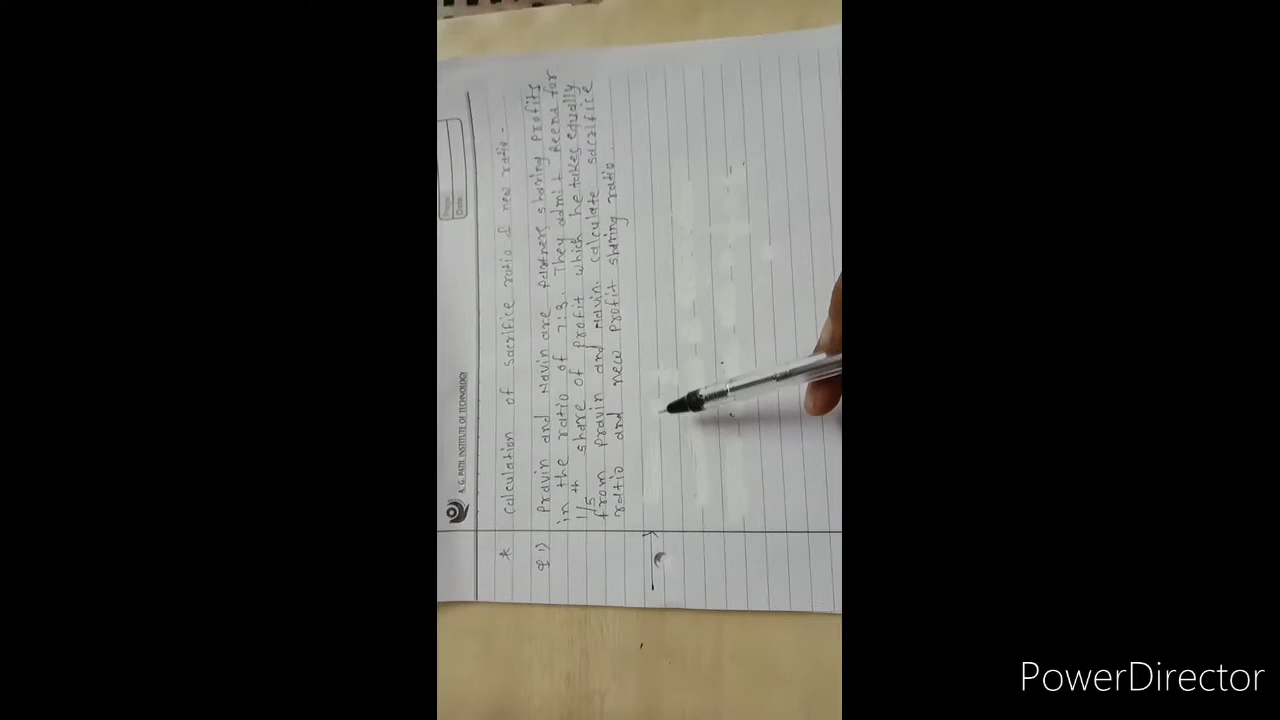 Page:
Date:
A. G. PATIL INSTITUTE OF TECHNOLOGY
* Calculation of sacrifice ratio & new ratio -
Q 1) Pravin and Navin are partners, sharing profits
in the ratio of 7:3. They admit for
1/5 th share of profit which he takes equally
from Pravin and Navin. Calculate sacrifice
ratio and new profit sharing ratio.
PowerDirector